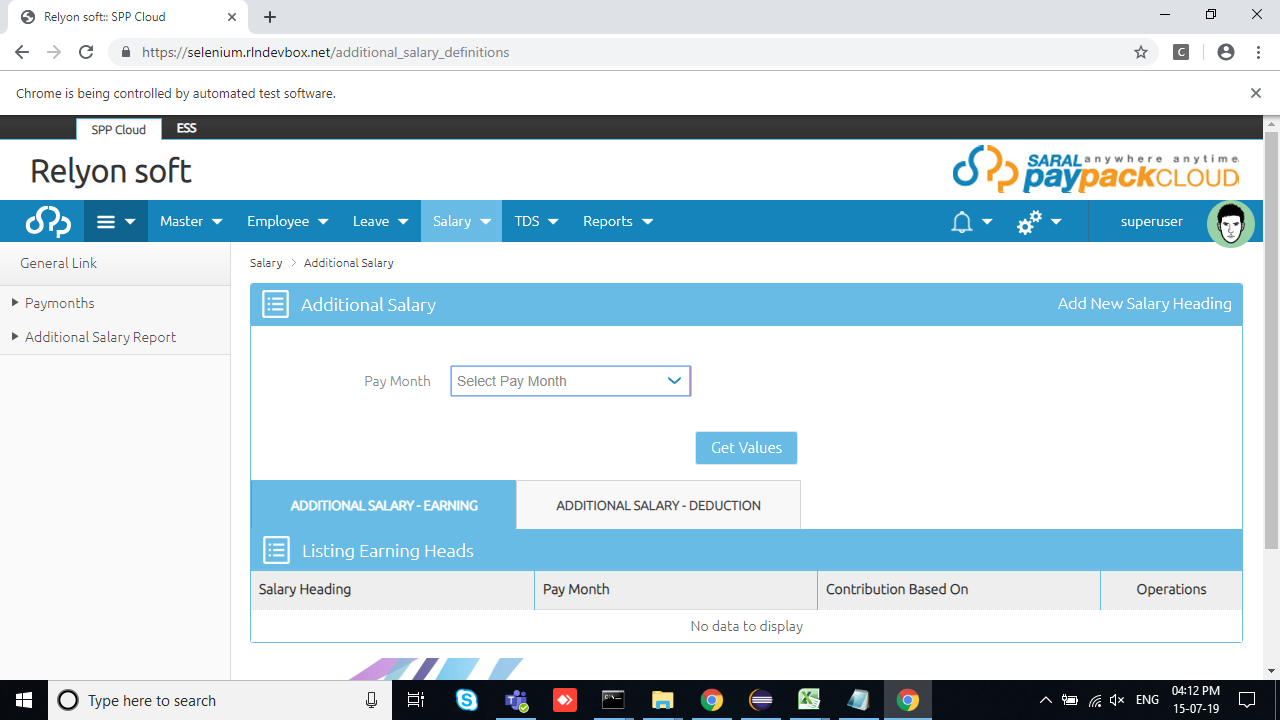 Relyon soft:: SPP Cloud
https://selenium.rlndevbox.net/additional_salary_definitions
C
Chrome is being controlled by automated test software.
SPP Cloud ESS
Relyon soft
SARAL anywhere anytime
paypackCLOUD
Master Employee Leave Salary TDS Reports superuser
General Link
Salary > Additional Salary
Paymonths
Additional Salary Report
Additional Salary Add New Salary Heading
Pay Month Select Pay Month
Get Values
ADDITIONAL SALARY - EARNING ADDITIONAL SALARY - DEDUCTION
Listing Earning Heads
Salary Heading Pay Month Contribution Based On Operations
No data to display
Type here to search
ENG
04:12 PM
15-07-19